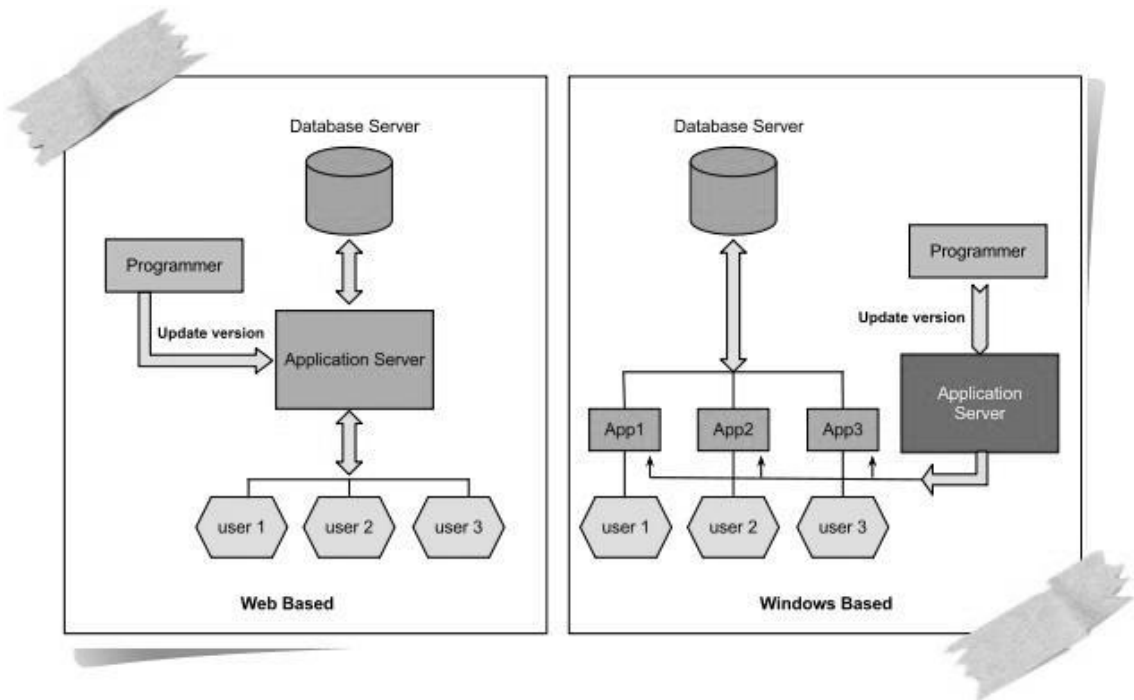 Database Server
Programmer
Update version
Application Server
user 1
user 2
user 3
Web Based
Database Server
Programmer
Update version
Application
Server
App1
App2
App3
user 1
user 2
user 3
Windows Based